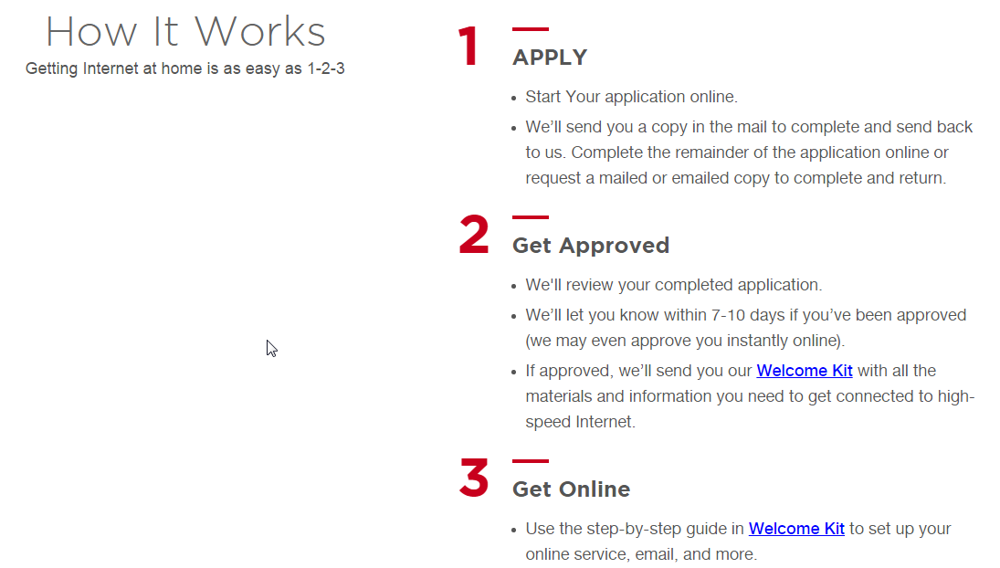 How It Works
Getting Internet at home is as easy as 1-2-3
1
APPLY
• Start Your application online.
• We’ll send you a copy in the mail to complete and send back
to us. Complete the remainder of the application online or
request a mailed or emailed copy to complete and return.
2
Get Approved
• We'll review your completed application.
• We’ll let you know within 7-10 days if you’ve been approved
(we may even approve you instantly online).
• If approved, we’ll send you our Welcome Kit with all the
materials and information you need to get connected to high-
speed Internet.
3
Get Online
• Use the step-by-step guide in Welcome Kit to set up your
online service, email, and more.